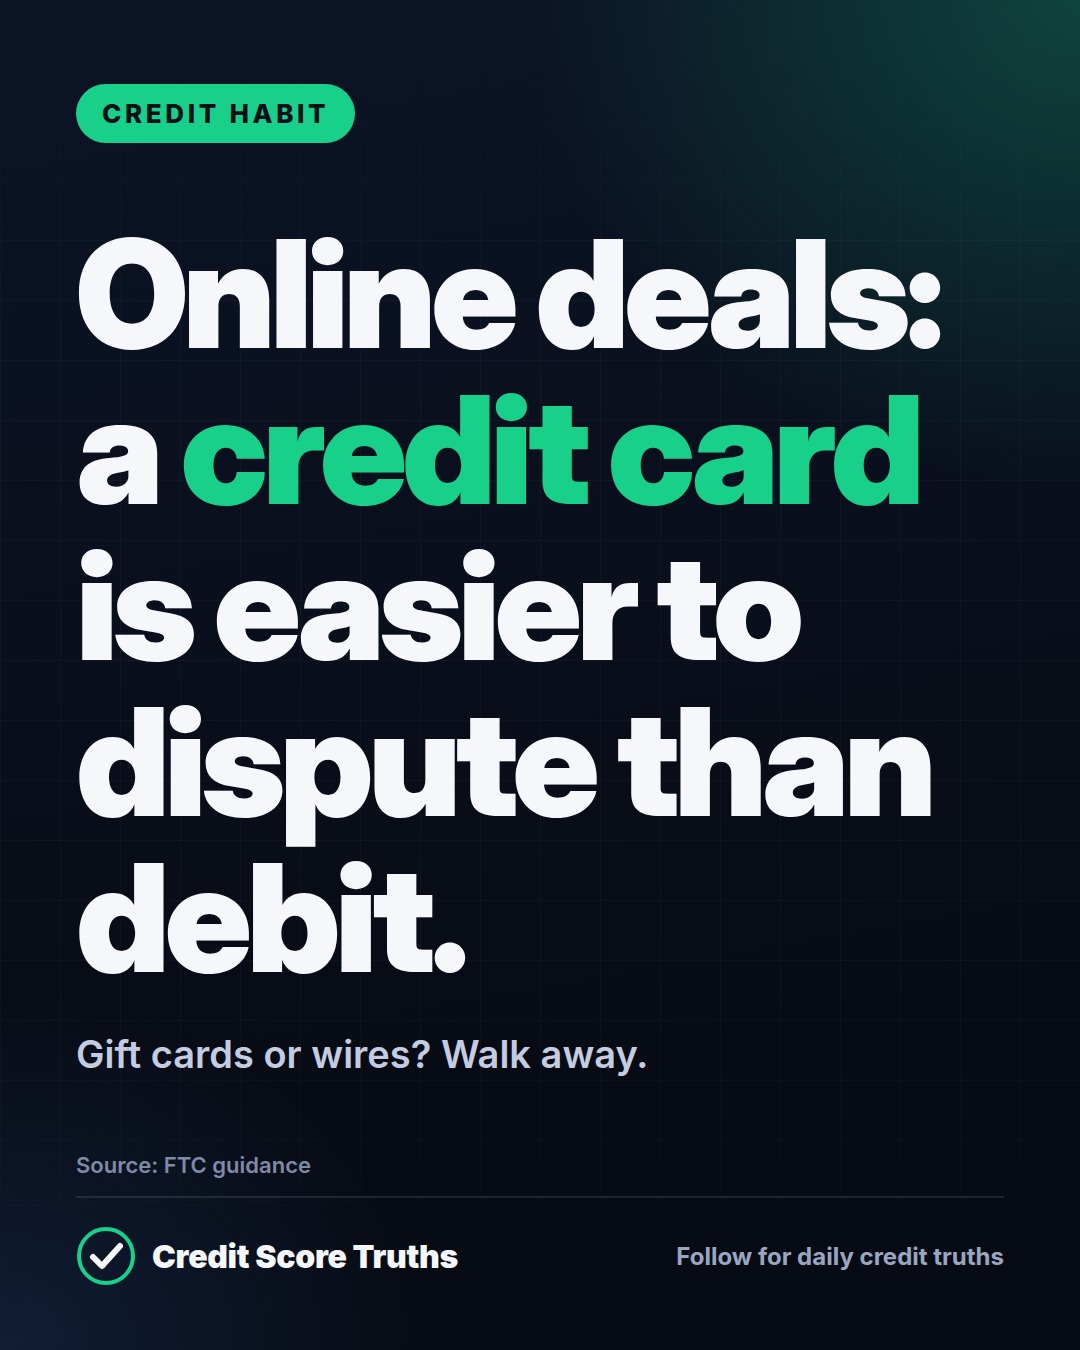 CREDIT HABIT
Online deals:
a credit card
is easier to
dispute than
debit.
Gift cards or wires? Walk away.
Source: FTC guidance
Credit Score Truths
Follow for daily credit truths